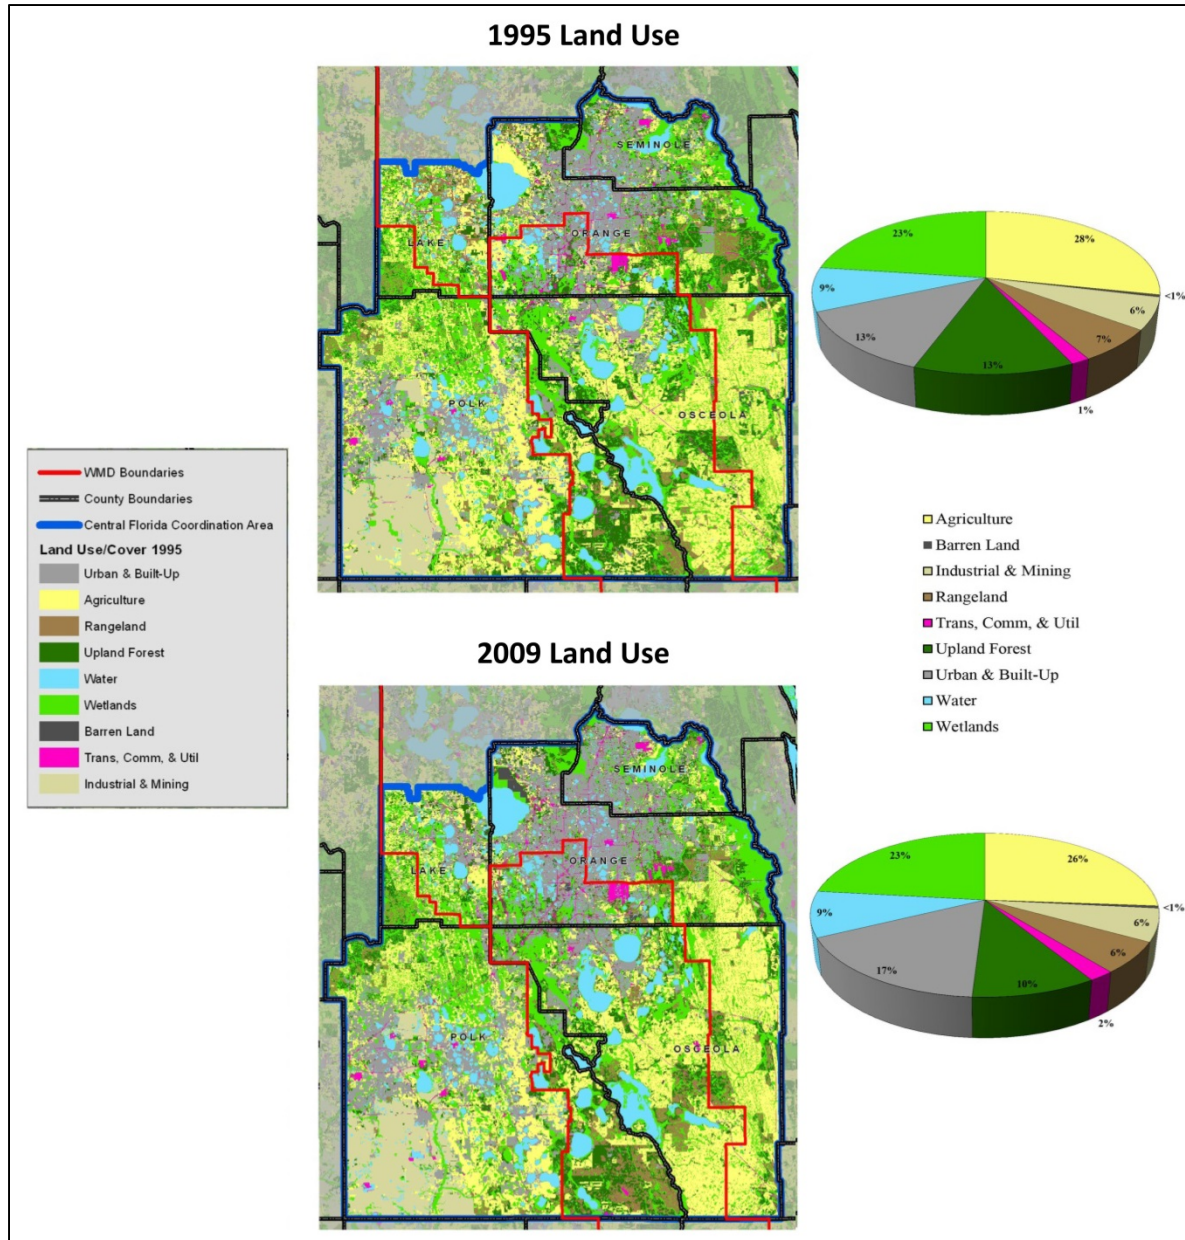 1995 Land Use
SEMINOLE
ORANGE
LAKE
POLK
OSCEOLA
23%
28%
<1%
9%
6%
7%
13%
13%
1%
WMD Boundaries
County Boundaries
Central Florida Coordination Area
Land Use/Cover 1995
Urban & Built-Up
Agriculture
Rangeland
Upland Forest
Water
Wetlands
Barren Land
Trans, Comm, & Util
Industrial & Mining
Agriculture
Barren Land
Industrial & Mining
Rangeland
Trans, Comm, & Util
Upland Forest
Urban & Built-Up
Water
Wetlands
2009 Land Use
SEMINOLE
ORANGE
LAKE
POLK
OSCEOLA
23%
26%
<1%
9%
6%
6%
17%
10%
2%